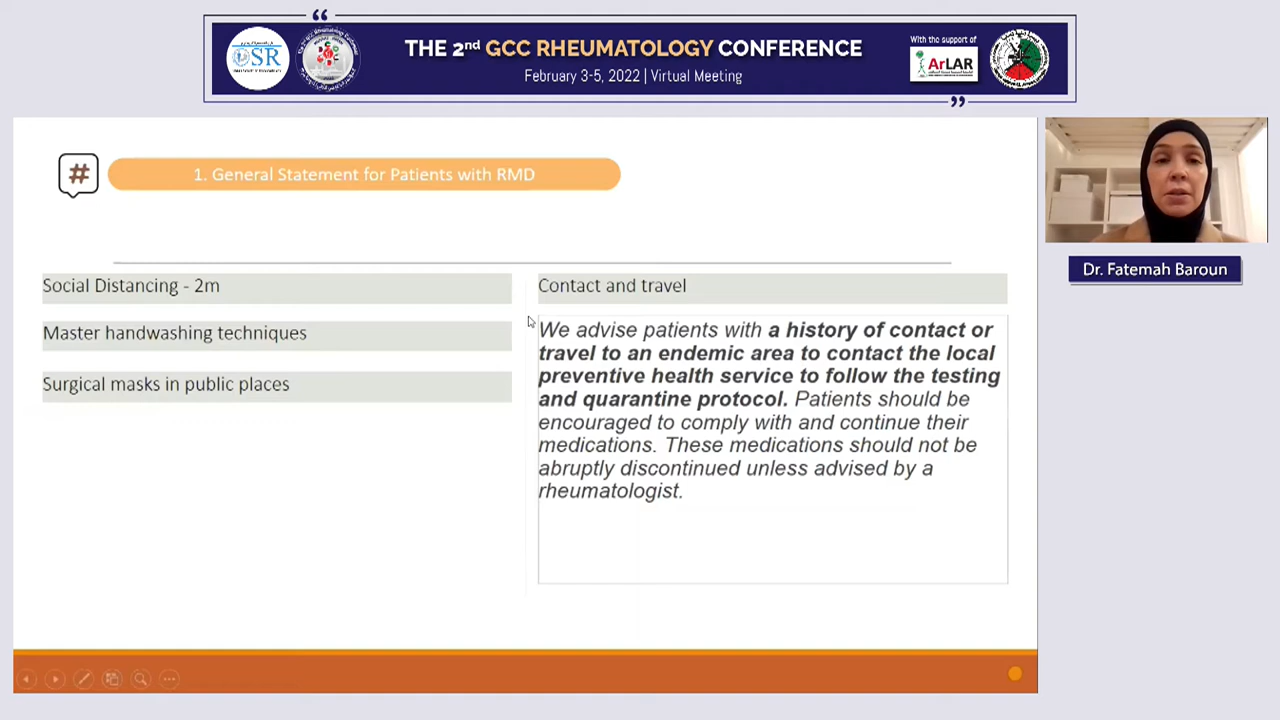 “
THE 2nd GCC RHEUMATOLOGY CONFERENCE
February 3-5, 2022 | Virtual Meeting
With the support of
OSR
ArLAR
”
# 1. General Statement for Patients with RMD
Social Distancing - 2m
Master handwashing techniques
Surgical masks in public places
Contact and travel
We advise patients with a history of contact or
travel to an endemic area to contact the local
preventive health service to follow the testing
and quarantine protocol. Patients should be
encouraged to comply with and continue their
medications. These medications should not be
abruptly discontinued unless advised by a
rheumatologist.
Dr. Fatemah Baroun